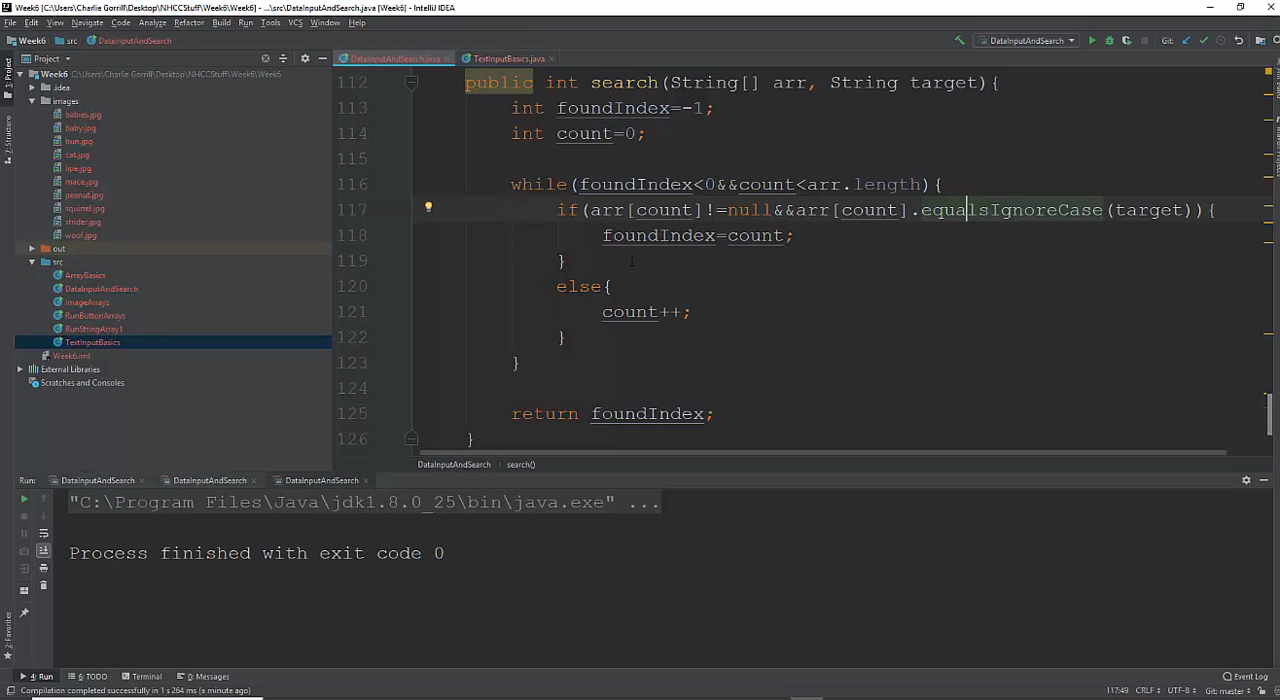 Week6 [C:\Users\Charlie Gorrill\Desktop\NHCCStuff\Week6\Week6] - ...\src\DataInputAndSearch.java [Week6] - IntelliJ IDEA
File Edit View Navigate Code Analyze Refactor Build Run Tools VCS Window Help
Week6 src DataInputAndSearch DataInputAndSearch Git:
Project
DataInputAndSearch.java TextInputBasics.java
Week6 C:\Users\Charlie Gorrill\Desktop\NHCCStuff\Week6\Week6
.idea
images
babies.jpg
baby.jpg
bun.jpg
cat.jpg
lipe.jpg
mace.jpg
peanut.jpg
squirrel.jpg
strider.jpg
woof.jpg
out
src
ArrayBasics
DataInputAndSearch
ImageArrays
RunButtonArrays
RunStringArray1
TextInputBasics
Week6.iml
External Libraries
Scratches and Consoles
1: Project
7: Structure
2: Favorites
112 public int search(String[] arr, String target){
113 int foundIndex=-1;
114 int count=0;
115
116 while(foundIndex<0&&count<arr.length){
117 if(arr[count]!=null&&arr[count].equalsIgnoreCase(target)){
118 foundIndex=count;
119 }
120 else{
121 count++;
122 }
123 }
124
125 return foundIndex;
126 }
DataInputAndSearch search()
Run: DataInputAndSearch DataInputAndSearch DataInputAndSearch
"C:\Program Files\Java\jdk1.8.0_25\bin\java.exe" ...
Process finished with exit code 0
4: Run 6: TODO Terminal 0: Messages Event Log
Compilation completed successfully in 1 s 264 ms (a minute ago) 117:49 CRLF UTF-8 Git: master